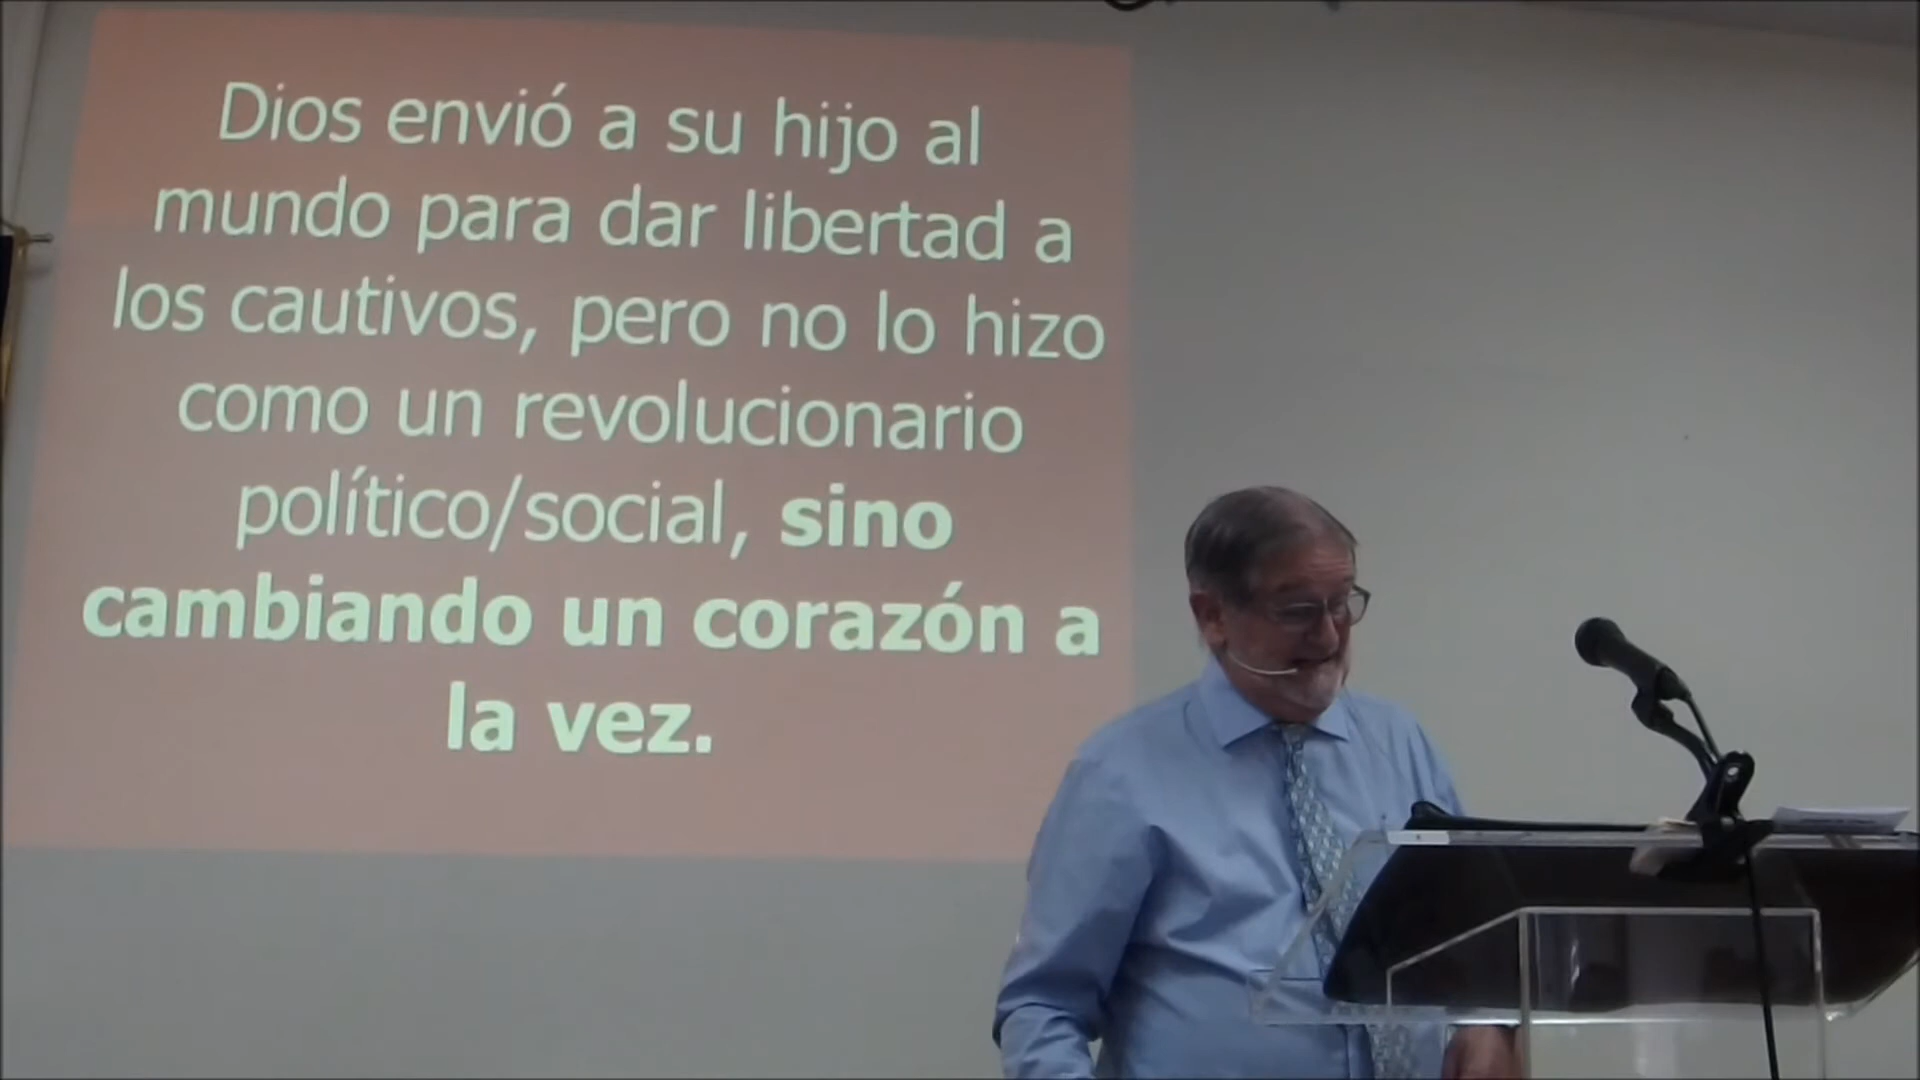 Dios envió a su hijo al
mundo para dar libertad a
los cautivos, pero no lo hizo
como un revolucionario
político/social, sino
cambiando un corazón a
la vez.